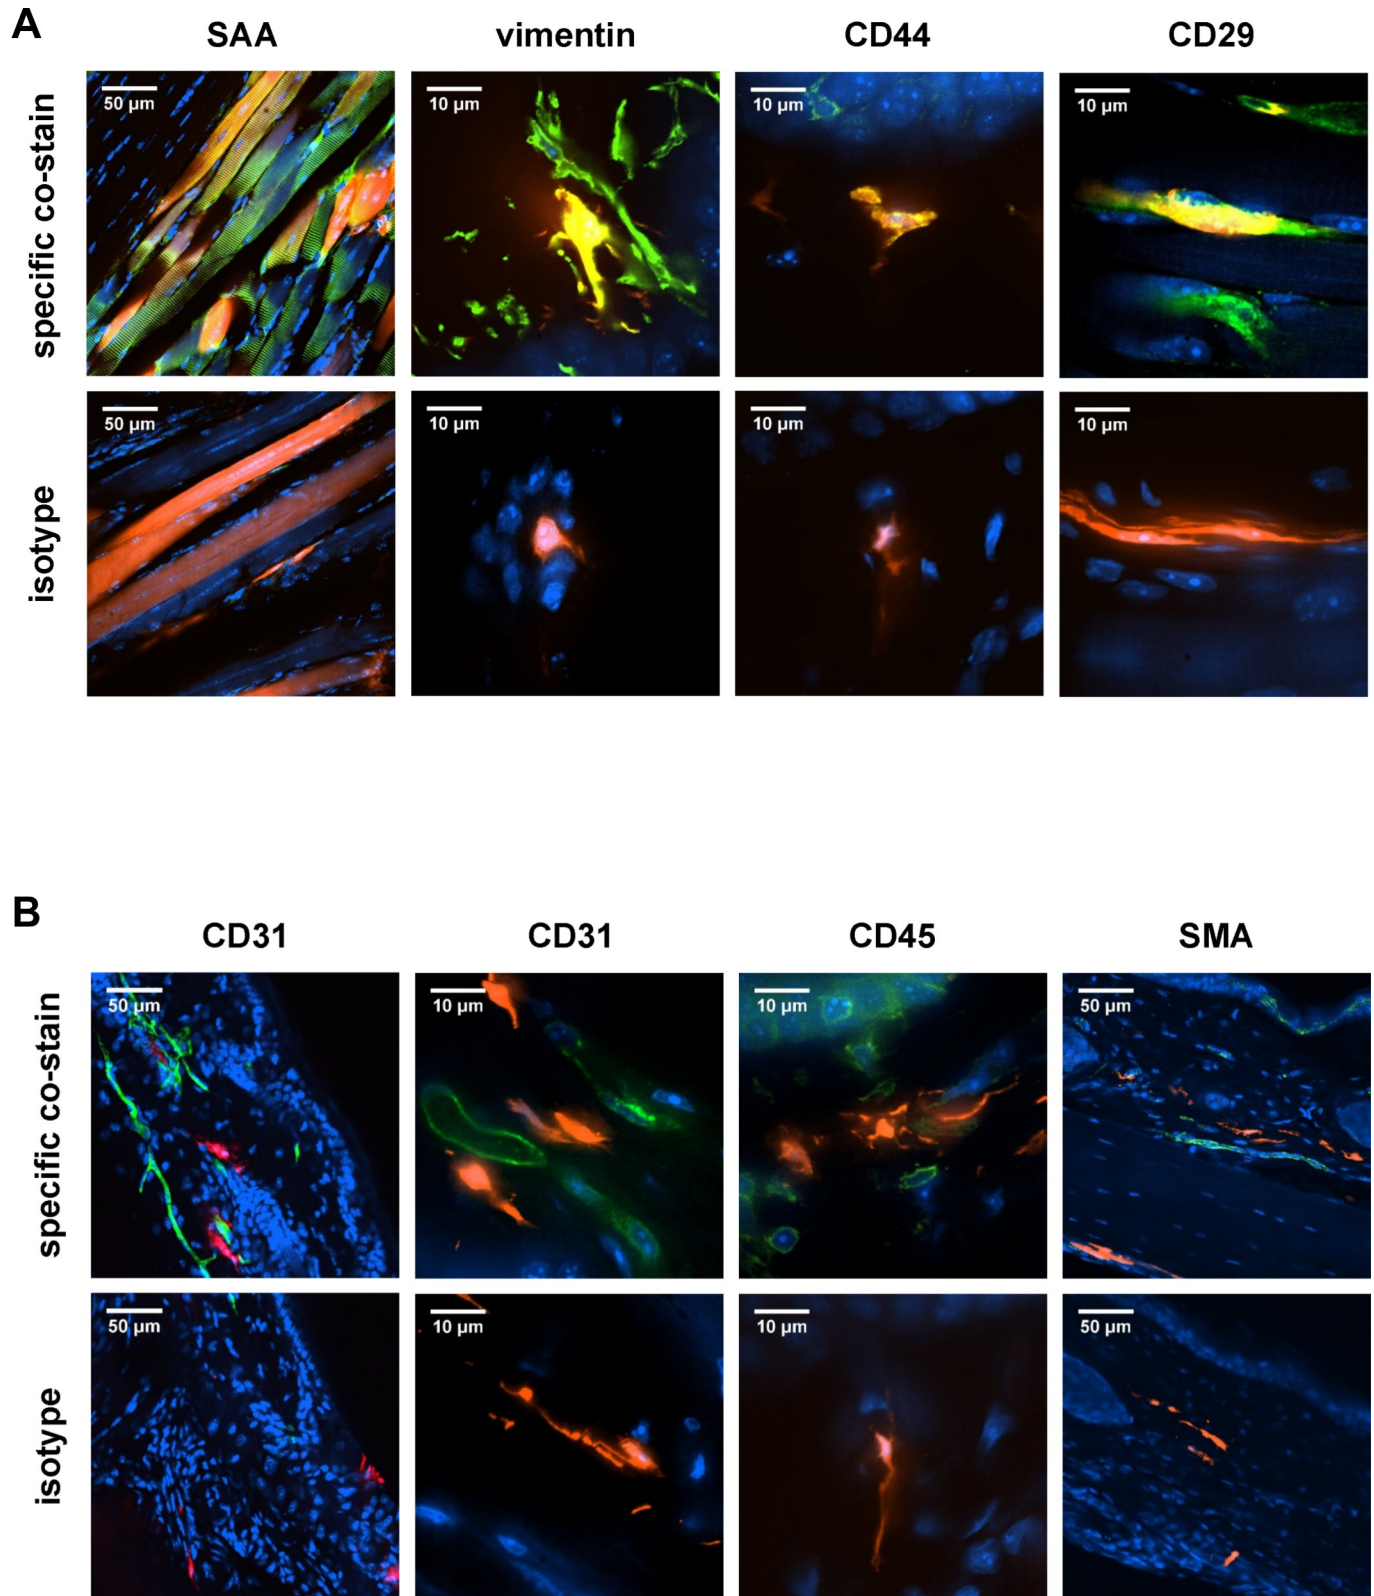 A
SAA vimentin CD44 CD29
specific co-stain
50 µm 10 µm 10 µm 10 µm
isotype
50 µm 10 µm 10 µm 10 µm
B
CD31 CD31 CD45 SMA
specific co-stain
50 µm 10 µm 10 µm 50 µm
isotype
50 µm 10 µm 10 µm 50 µm